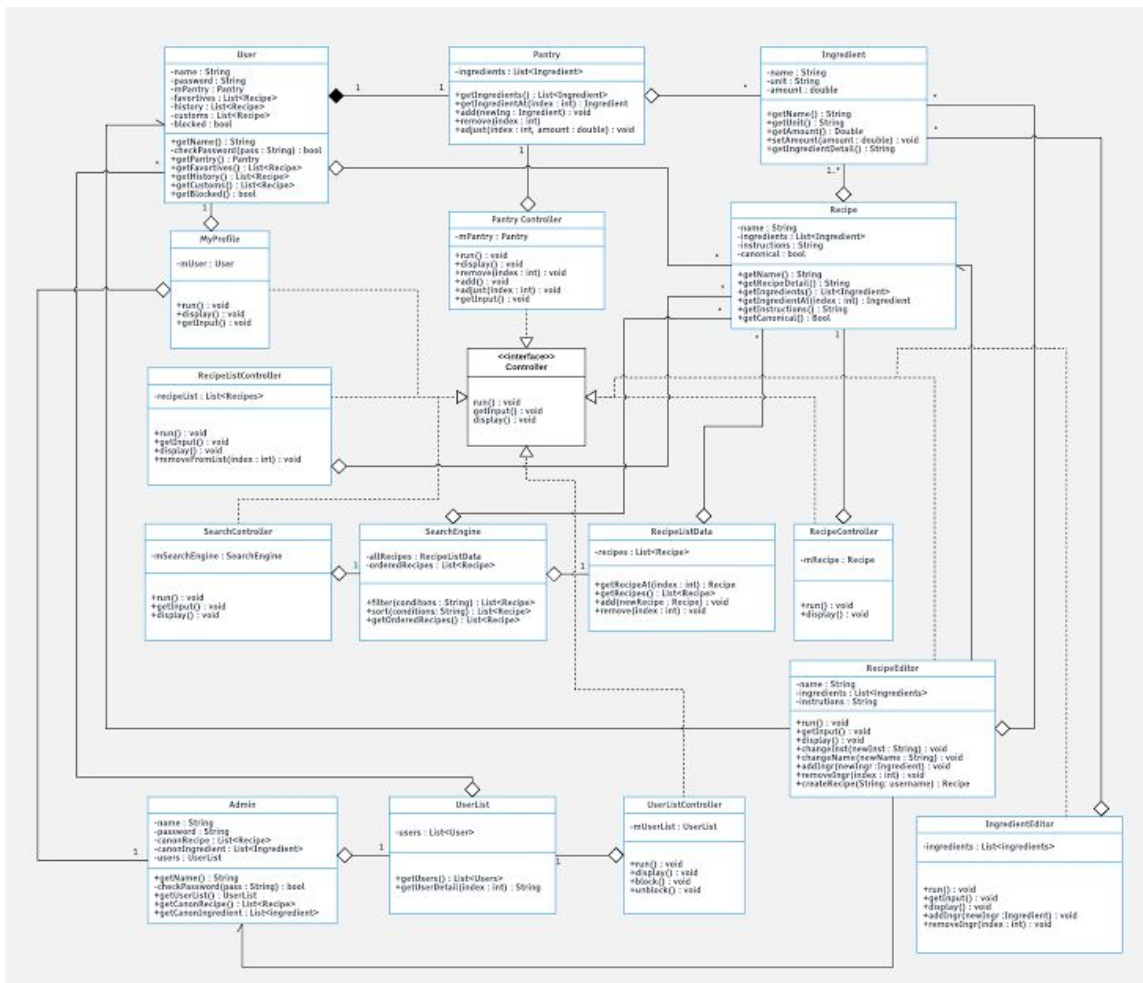 User
-name : String
-password : String
-mPantry : Pantry
-favortives : List<Recipe>
-history : List<Recipe>
-customs : List<Recipe>
-blocked : bool
+getName() : String
-checkPassword(pass : String) : bool
+getPantry() : Pantry
+getFavortives() : List<Recipe>
+getHistory() : List<Recipe>
+getCustoms() : List<Recipe>
+getBlocked() : bool
1
1
Pantry
-ingredients : List<Ingredient>
+getIngredients() : List<Ingredient>
+getIngredientAt(index : int) : Ingredient
+add(newIng : Ingredient) : void
+remove(index : int)
+adjust(index : int, amount : double) : void
*
Ingredient
-name : String
-unit : String
-amount : double
+getName() : String
+getUnit() : String
+getAmount() : Double
+setAmount(amount : double) : void
+getIngredientDetail() : String
*
*
1..*
*
1
1
MyProfile
-mUser : User
+run() : void
+display() : void
+getInput() : void
Pantry Controller
-mPantry : Pantry
+run() : void
+display() : void
+remove(index : int) : void
+add() : void
+adjust(index : int) : void
+getInput() : void
Recipe
-name : String
-ingredients : List<Ingredient>
-instructions : String
-canonical : bool
+getName() : String
+getRecipeDetail() : String
+getIngredients() : List<Ingredient>
+getIngredientAt(index : int) : Ingredient
+getInstructions() : String
+getCanonical() : Bool
*
*
*
*
1
<<interface>>
Controller
run() : void
getInput() : void
display() : void
RecipeListController
-recipeList : List<Recipes>
+run() : void
+getInput() : void
+display() : void
+removeFromList(index : int) : void
SearchController
-mSearchEngine : SearchEngine
+run() : void
+getInput() : void
+display() : void
1
SearchEngine
-allRecipes : RecipeListData
-orderedRecipes : List<Recipe>
+filter(conditons : String) : List<Recipe>
+sort(conditions: String) : List<Recipe>
+getOrderedRecipes() : List<Recipe>
1
RecipeListData
-recipes : List<Recipe>
+getRecipeAt(index : int) : Recipe
+getRecipes() : List<Recipe>
+add(newRecipe : Recipe) : void
+remove(index : int) : void
RecipeController
-mRecipe : Recipe
+run() : void
+display() : void
RecipeEditor
-name : String
-ingredients : List<ingredients>
-instrutions : String
+run() : void
+getInput() : void
+display() : void
+changeInst(newInst : String) : void
+changeName(newName : String) : void
+addIngr(newIngr :Ingredient) : void
+removeIngr(index : int) : void
+createRecipe(String: username) : Recipe
1
Admin
-name : String
-password : String
-canonRecipe : List<Recipe>
-canonIngredient : List<Ingredient>
-users : UserList
+getName() : String
-checkPassword(pass : String) : bool
+getUserList() : UserList
+getCanonRecipe() : List<Recipe>
+getCanonIngredient : List<ingredient>
1
UserList
-users : List<User>
+getUsers() : List<Users>
+getUserDetail(index : int) : String
1
UserListController
-mUserList : UserList
+run() : void
+display() : void
+block() : void
+unblock() : void
IngredientEditor
-ingredients : List<ingredients>
+run() : void
+getInput() : void
+display() : void
+addIngr(newIngr :Ingredient) : void
+removeIngr(index : int) : void